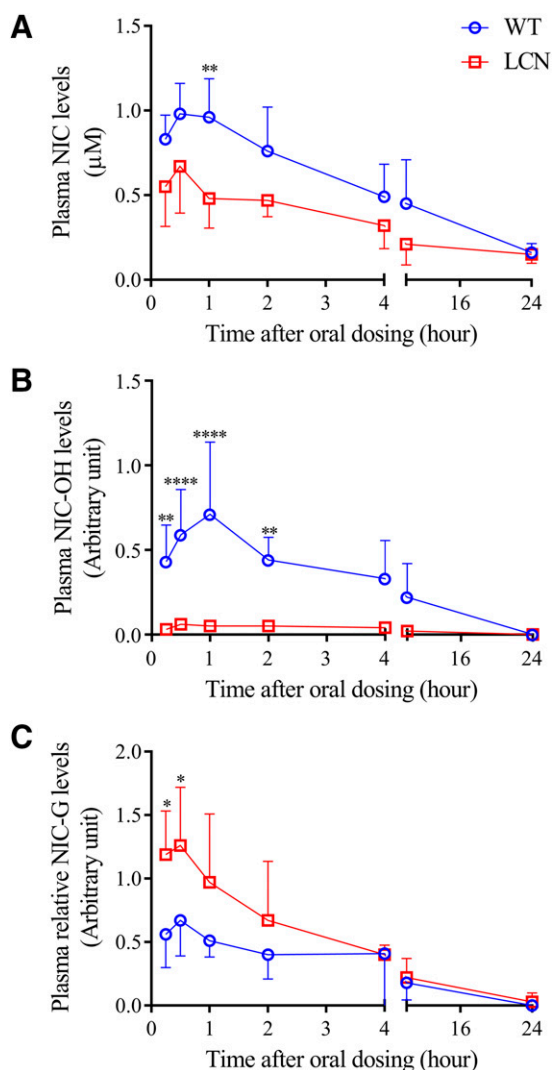 A
WT
LCN
Plasma NIC levels
(μM)
1.5
1.0
0.5
0.0
**
0 1 2 3 4 16 24
Time after oral dosing (hour)
B
Plasma NIC-OH levels
(Arbitrary unit)
1.5
1.0
0.5
0.0
**
****
****
**
0 1 2 3 4 16 24
Time after oral dosing (hour)
C
Plasma relative NIC-G levels
(Arbitrary unit)
2.0
1.5
1.0
0.5
0.0
*
*
0 1 2 3 4 16 24
Time after oral dosing (hour)